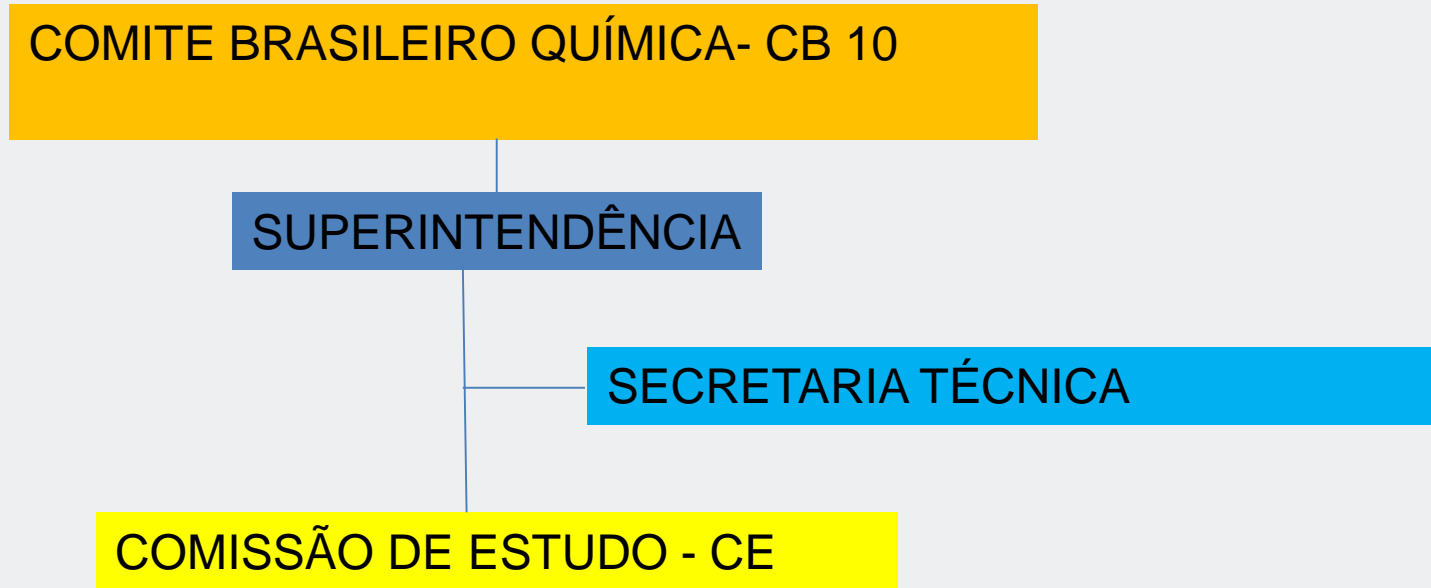 COMITE BRASILEIRO QUÍMICA- CB 10
SUPERINTENDÊNCIA
SECRETARIA TÉCNICA
COMISSÃO DE ESTUDO - CE